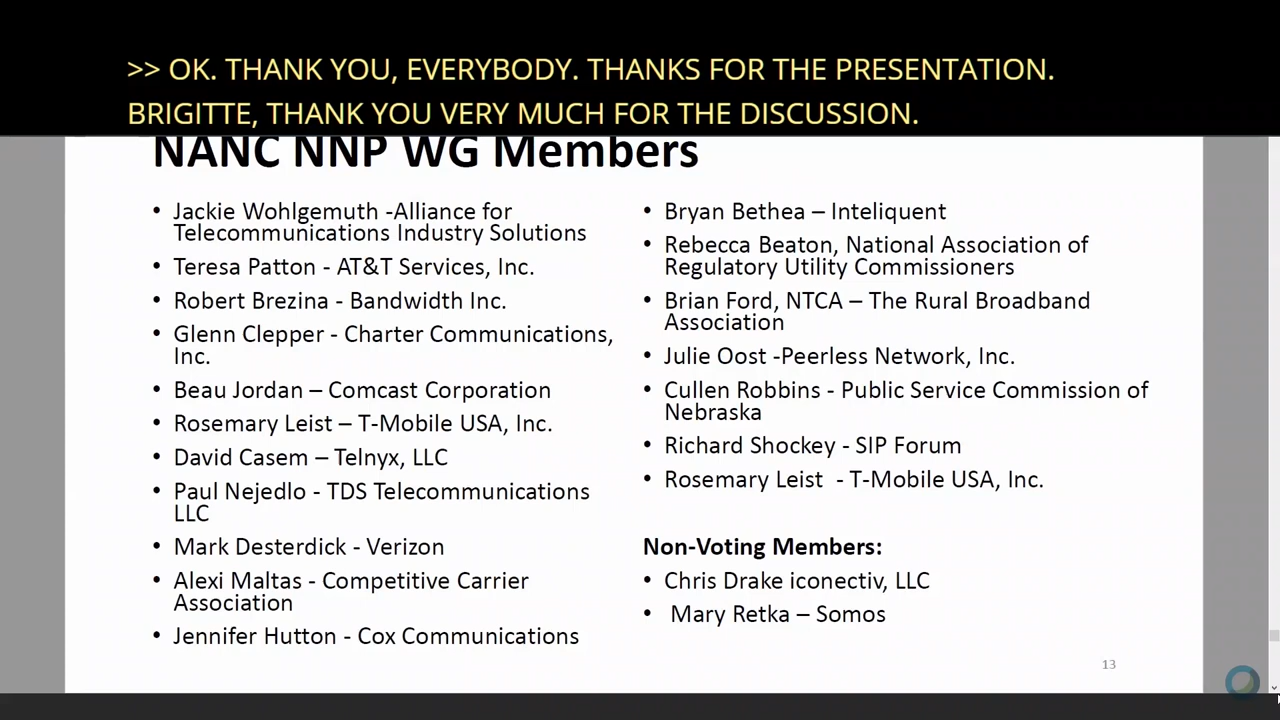 >> OK. THANK YOU, EVERYBODY. THANKS FOR THE PRESENTATION.
BRIGITTE, THANK YOU VERY MUCH FOR THE DISCUSSION.
NANC NNP WG Members
• Jackie Wohlgemuth -Alliance for
Telecommunications Industry Solutions
• Teresa Patton - AT&T Services, Inc.
• Robert Brezina - Bandwidth Inc.
• Glenn Clepper - Charter Communications,
Inc.
• Beau Jordan – Comcast Corporation
• Rosemary Leist – T-Mobile USA, Inc.
• David Casem – Telnyx, LLC
• Paul Nejedlo - TDS Telecommunications
LLC
• Mark Desterdick - Verizon
• Alexi Maltas - Competitive Carrier
Association
• Jennifer Hutton - Cox Communications
• Bryan Bethea – Inteliquent
• Rebecca Beaton, National Association of
Regulatory Utility Commissioners
• Brian Ford, NTCA – The Rural Broadband
Association
• Julie Oost -Peerless Network, Inc.
• Cullen Robbins - Public Service Commission of
Nebraska
• Richard Shockey - SIP Forum
• Rosemary Leist - T-Mobile USA, Inc.
Non-Voting Members:
• Chris Drake iconectiv, LLC
• Mary Retka – Somos
13